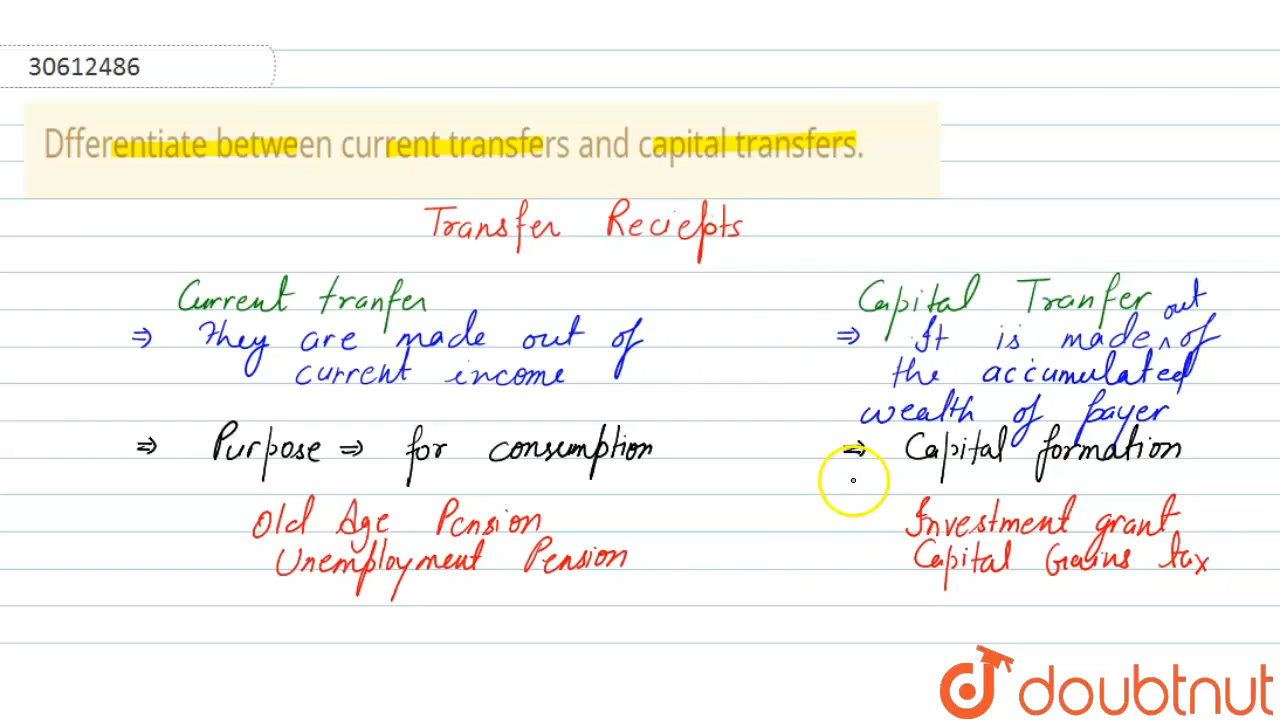 30612486
Dfferentiate between current transfers and capital transfers.
Transfer Reciepts
Current tranfer
⇒ They are made out of
current income
⇒ Purpose ⇒ for consumption
Old Age Pension
Unemployment Pension
Capital Tranfer
⇒ It is made ^ out of
the accumulated
wealth of payer
⇒ Capital formation
Investment grant
Capital Gains tax
doubtnut